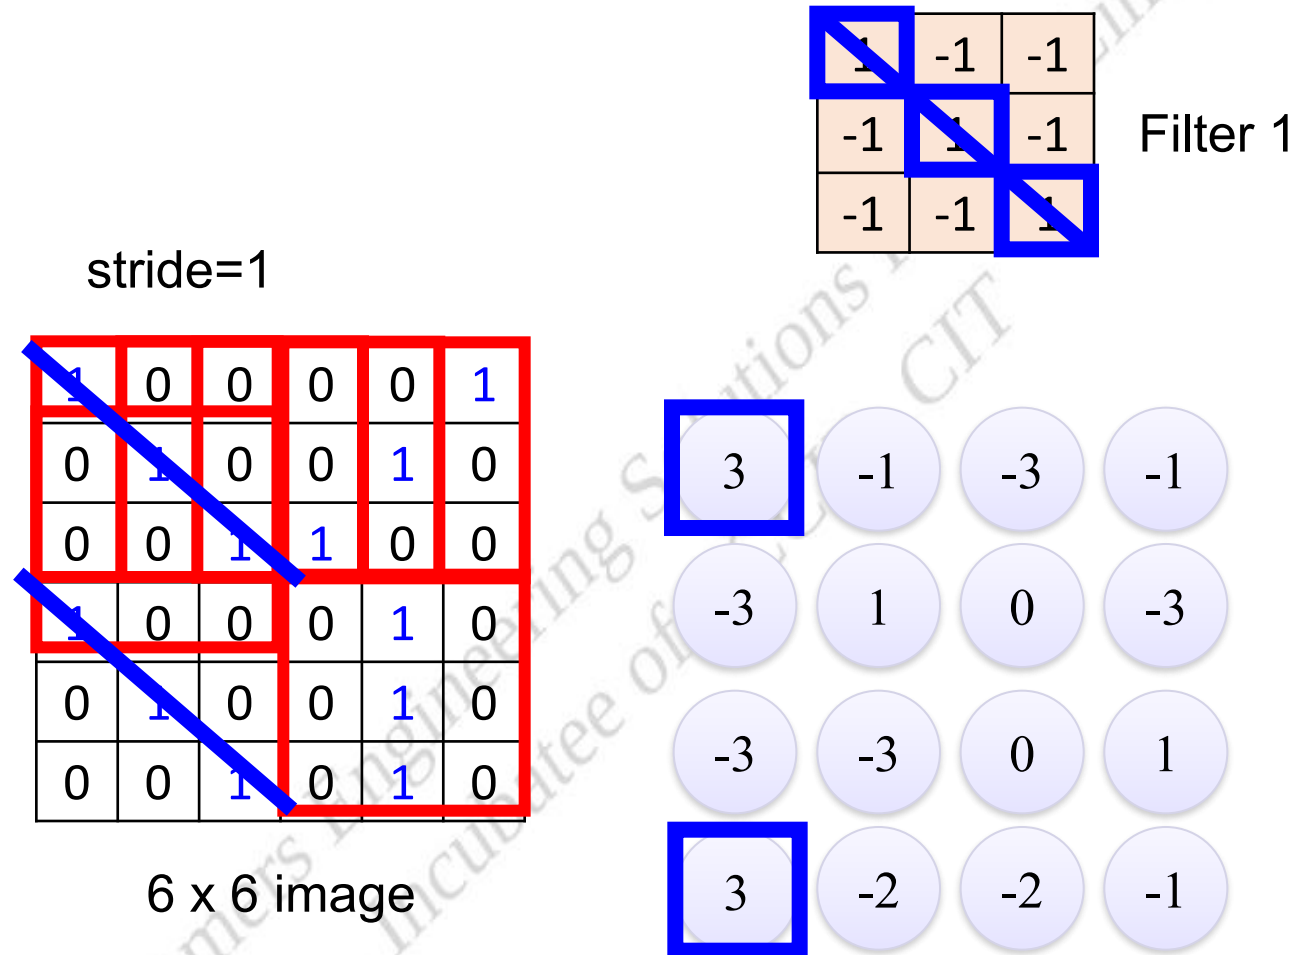 1 -1 -1
-1 1 -1
-1 -1 1
Filter 1
stride=1
1 0 0 0 0 1
0 1 0 0 1 0
0 0 1 1 0 0
1 0 0 0 1 0
0 1 0 0 1 0
0 0 1 0 1 0
6 x 6 image
3 -1 -3 -1
-3 1 0 -3
-3 -3 0 1
3 -2 -2 -1
Engineering
CIT